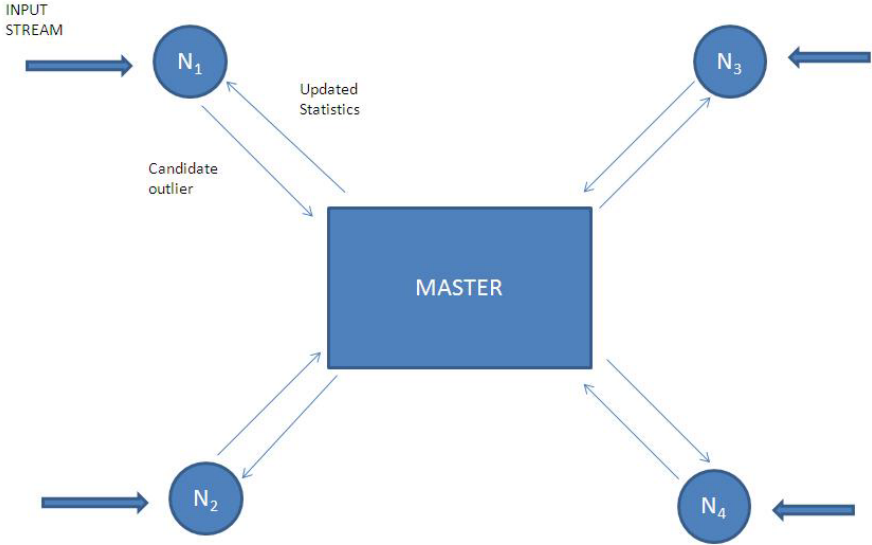 INPUT
STREAM
N₁
N₃
Updated
Statistics
Candidate
outlier
MASTER
N₂
N₄